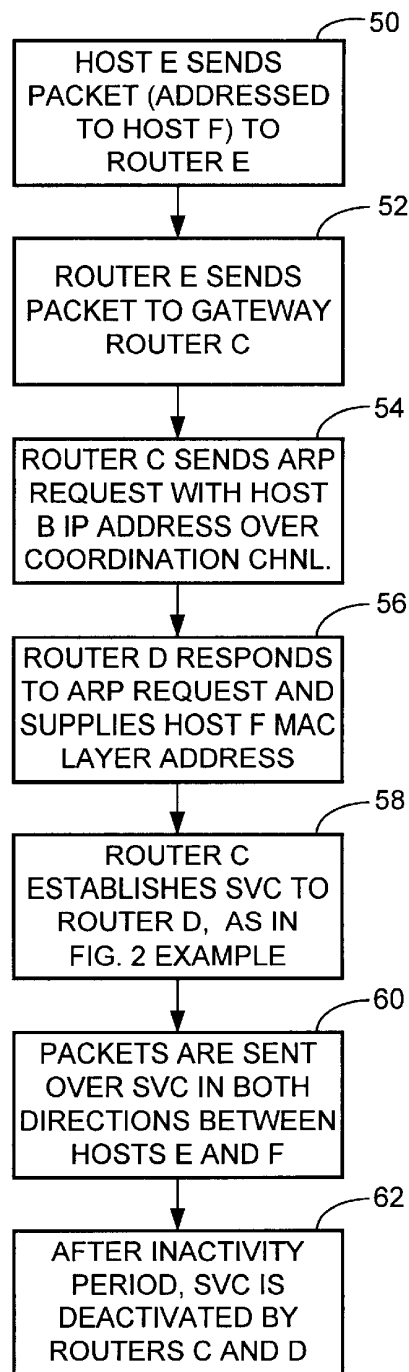 50
HOST E SENDS
PACKET (ADDRESSED
TO HOST F) TO
ROUTER E
52
ROUTER E SENDS
PACKET TO GATEWAY
ROUTER C
54
ROUTER C SENDS ARP
REQUEST WITH HOST
B IP ADDRESS OVER
COORDINATION CHNL.
56
ROUTER D RESPONDS
TO ARP REQUEST AND
SUPPLIES HOST F MAC
LAYER ADDRESS
58
ROUTER C
ESTABLISHES SVC TO
ROUTER D, AS IN
FIG. 2 EXAMPLE
60
PACKETS ARE SENT
OVER SVC IN BOTH
DIRECTIONS BETWEEN
HOSTS E AND F
62
AFTER INACTIVITY
PERIOD, SVC IS
DEACTIVATED BY
ROUTERS C AND D